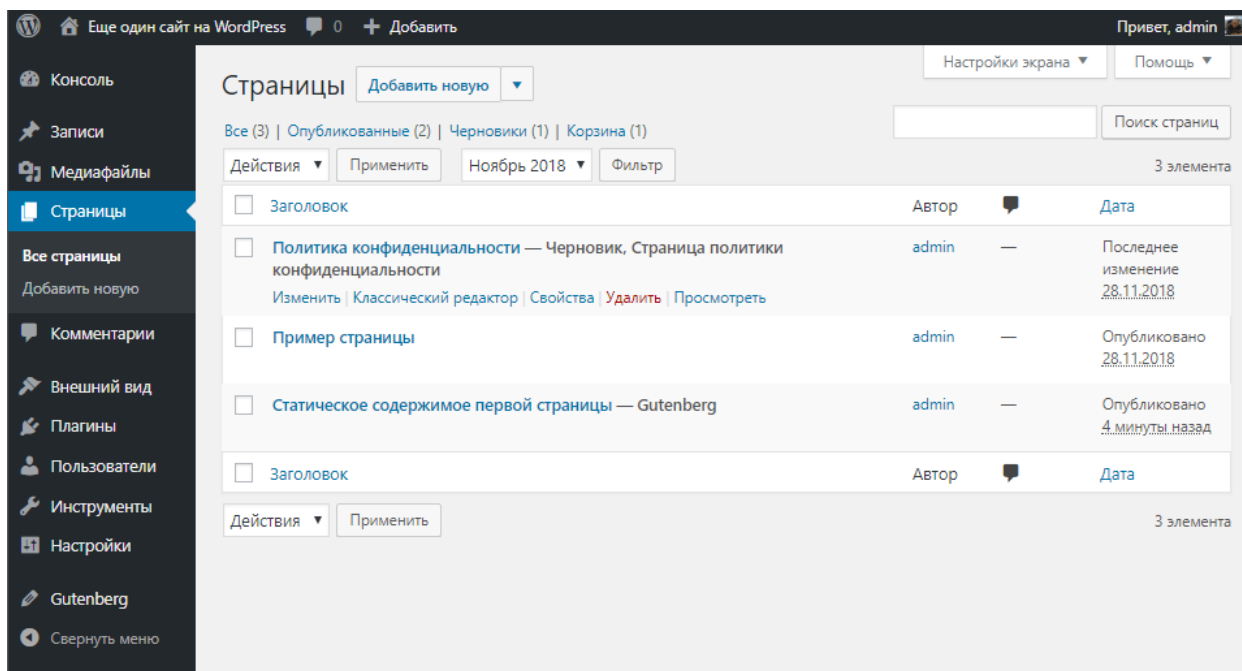 Еще один сайт на WordPress 0 Добавить Привет, admin
Консоль
Записи
Медиафайлы
Страницы
Все страницы
Добавить новую
Комментарии
Внешний вид
Плагины
Пользователи
Инструменты
Настройки
Gutenberg
Свернуть меню
Настройки экрана ▼ Помощь ▼
Страницы Добавить новую ▼
Все (3) | Опубликованные (2) | Черновики (1) | Корзина (1) Поиск страниц
Действия ▼ Применить Ноябрь 2018 ▼ Фильтр 3 элемента
Заголовок Автор Дата
Политика конфиденциальности — Черновик, Страница политики
конфиденциальности
Изменить | Классический редактор | Свойства | Удалить | Просмотреть
admin — Последнее
изменение
28.11.2018
Пример страницы admin — Опубликовано
28.11.2018
Статическое содержимое первой страницы — Gutenberg admin — Опубликовано
4 минуты назад
Заголовок Автор Дата
Действия ▼ Применить 3 элемента